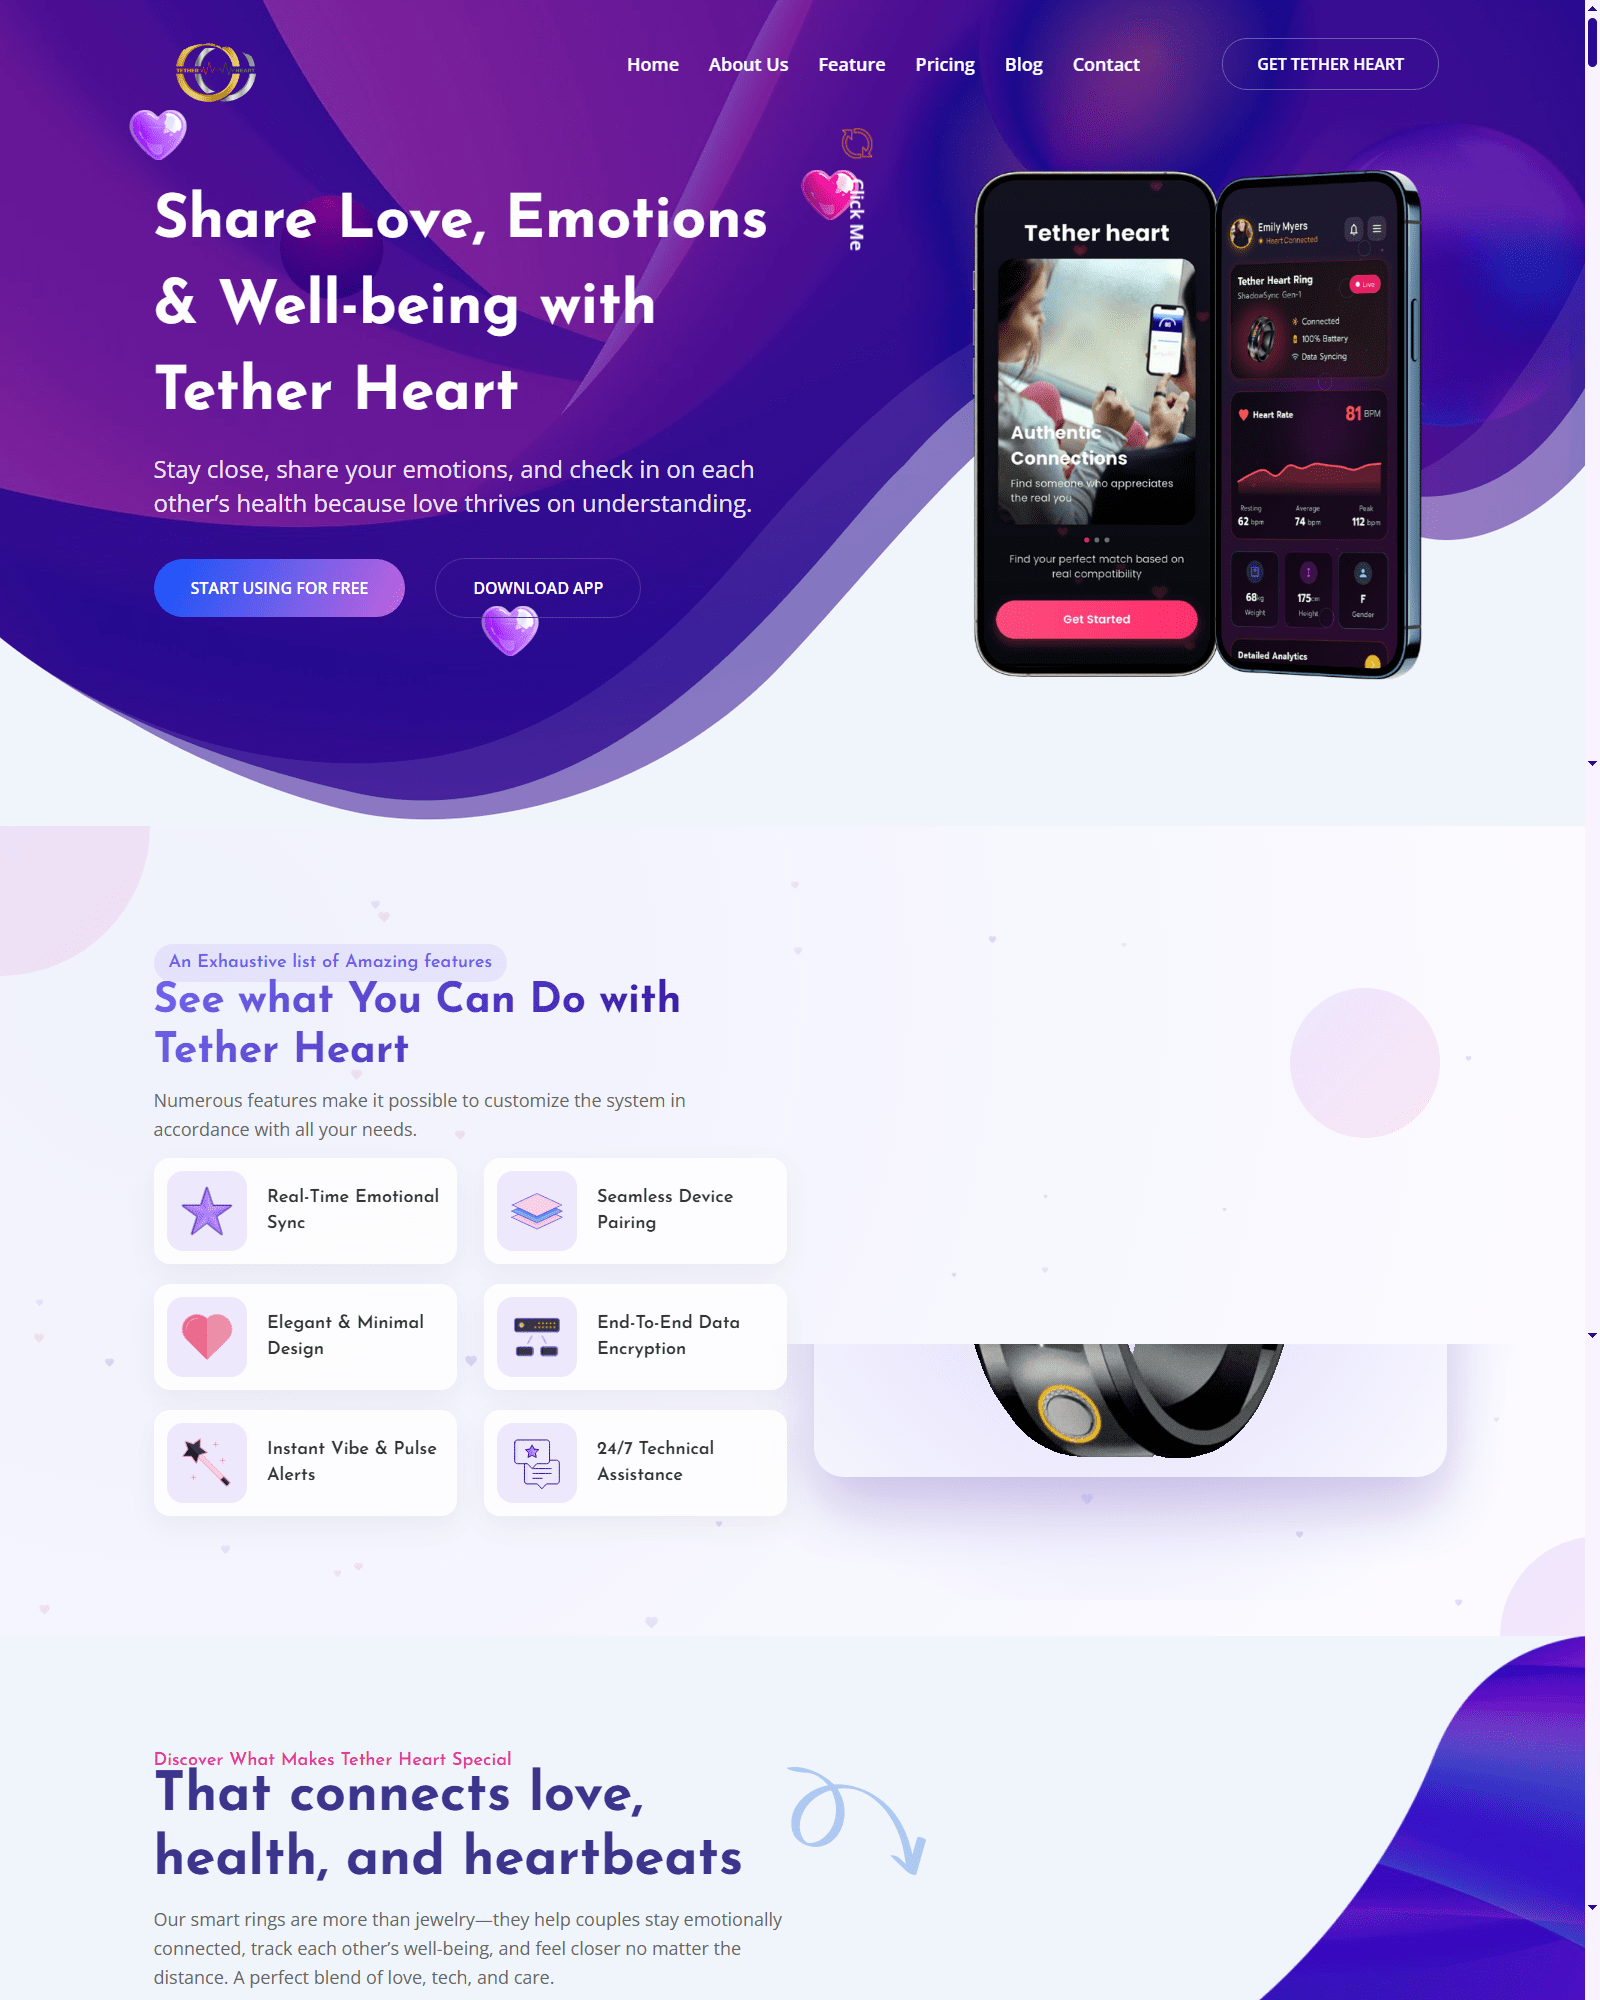 TETHER HEART
Home About Us Feature Pricing Blog Contact
GET TETHER HEART
Click Me
Share Love, Emotions
& Well-being with
Tether Heart
Stay close, share your emotions, and check in on each
other’s health because love thrives on understanding.
START USING FOR FREE
DOWNLOAD APP
Tether heart
Authentic
Connections
Find someone who appreciates
the real you
Find your perfect match based on
real compatibility
Get Started
Emily Myers
Heart Connected
Tether Heart Ring
Live
ShadowSync Gen-1
Connected
100% Battery
Data Syncing
Heart Rate
81 BPM
Resting Average Peak
62 bpm 74 bpm 112 bpm
68kg 175cm F
Weight Height Gender
Detailed Analytics
An Exhaustive list of Amazing features
See what You Can Do with
Tether Heart
Numerous features make it possible to customize the system in
accordance with all your needs.
Real-Time Emotional
Sync
Seamless Device
Pairing
Elegant & Minimal
Design
End-To-End Data
Encryption
Instant Vibe & Pulse
Alerts
24/7 Technical
Assistance
Discover What Makes Tether Heart Special
That connects love,
health, and heartbeats
Our smart rings are more than jewelry—they help couples stay emotionally
connected, track each other’s well-being, and feel closer no matter the
distance. A perfect blend of love, tech, and care.